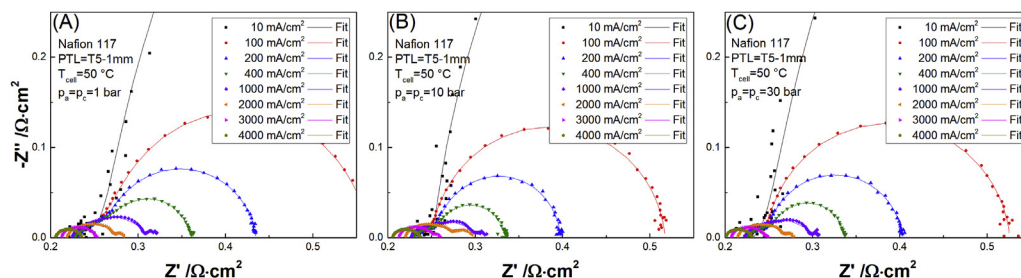 (A)
Nafion 117
PTL=T5-1mm
Tcell=50 °C
pa=pc=1 bar
10 mA/cm² Fit
100 mA/cm² Fit
200 mA/cm² Fit
400 mA/cm² Fit
1000 mA/cm² Fit
2000 mA/cm² Fit
3000 mA/cm² Fit
4000 mA/cm² Fit
-Z'' /Ω·cm²
0.2
0.1
0.0
0.2 0.3 0.4 0.5
Z' /Ω·cm²
(B)
Nafion 117
PTL=T5-1mm
Tcell=50 °C
pa=pc=10 bar
10 mA/cm² Fit
100 mA/cm² Fit
200 mA/cm² Fit
400 mA/cm² Fit
1000 mA/cm² Fit
2000 mA/cm² Fit
3000 mA/cm² Fit
4000 mA/cm² Fit
0.2
0.1
0.0
0.2 0.3 0.4 0.5
Z' /Ω·cm²
(C)
Nafion 117
PTL=T5-1mm
Tcell=50 °C
pa=pc=30 bar
10 mA/cm² Fit
100 mA/cm² Fit
200 mA/cm² Fit
400 mA/cm² Fit
1000 mA/cm² Fit
2000 mA/cm² Fit
3000 mA/cm² Fit
4000 mA/cm² Fit
0.2
0.1
0.0
0.2 0.3 0.4 0.5
Z' /Ω·cm²